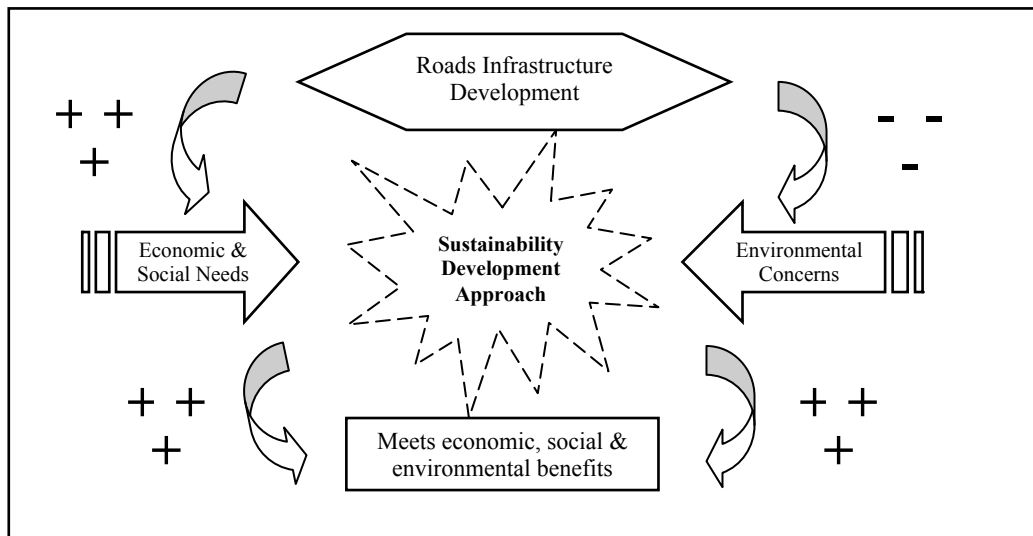 Roads Infrastructure
Development
+ +
+
- -
-
Economic &
Social Needs
Sustainability
Development
Approach
Environmental
Concerns
+ +
+
Meets economic, social &
environmental benefits
+ +
+